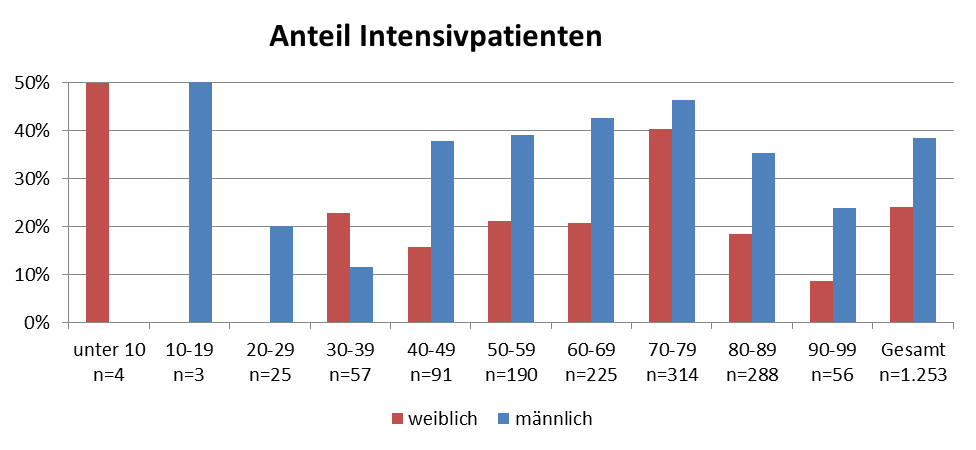 Anteil Intensivpatienten
50%
40%
30%
20%
10%
0%
unter 10 10-19 20-29 30-39 40-49 50-59 60-69 70-79 80-89 90-99 Gesamt
n=4 n=3 n=25 n=57 n=91 n=190 n=225 n=314 n=288 n=56 n=1.253
weiblich männlich